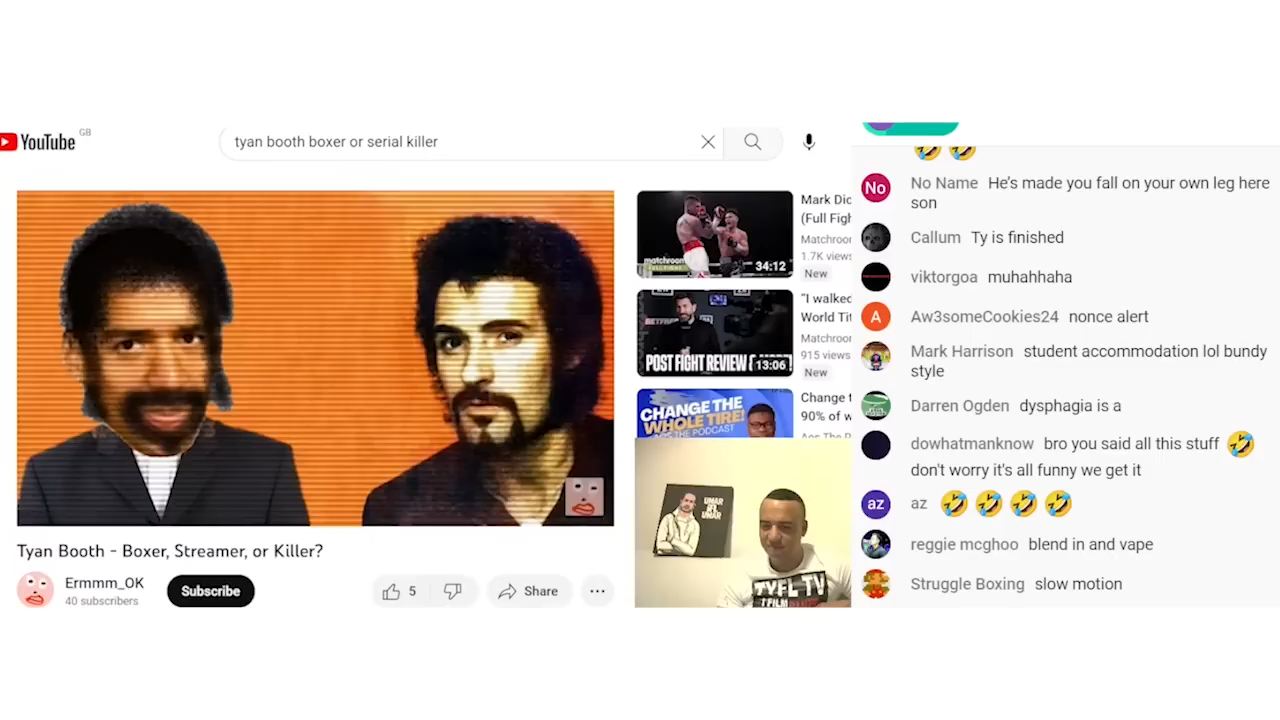 YouTube GB
tyan booth boxer or serial killer
34:12
Mark Dic
(Full Figh
Matchroor
1.7K views
New
POST FIGHT REVIEW
13:06
"I walked
World Tit
Matchroor
915 views
New
CHANGE THE
WHOLE TIRE!
Change t
90% of w
UMAR
UMAR
TYFL TV
Tyan Booth - Boxer, Streamer, or Killer?
Ermmm_OK
40 subscribers
Subscribe
5
Share
No
No Name He's made you fall on your own leg here
son
Callum Ty is finished
viktorgoa muhahhaha
A
Aw3someCookies24 nonce alert
Mark Harrison student accommodation lol bundy
style
Darren Ogden dysphagia is a
dowhatmanknow bro you said all this stuff 🤣
don't worry it's all funny we get it
az
az 🤣 🤣 🤣 🤣
reggie mcghoo blend in and vape
Struggle Boxing slow motion